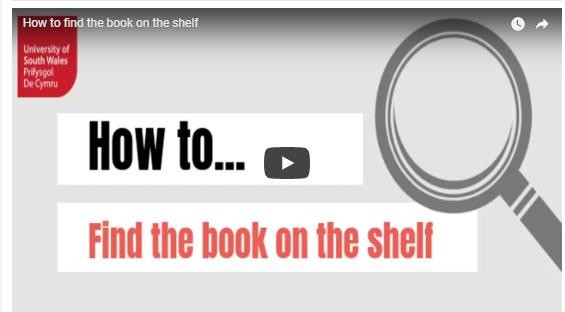 How to find the book on the shelf
University of
South Wales
Prifysgol
De Cymru
How to...
Find the book on the shelf